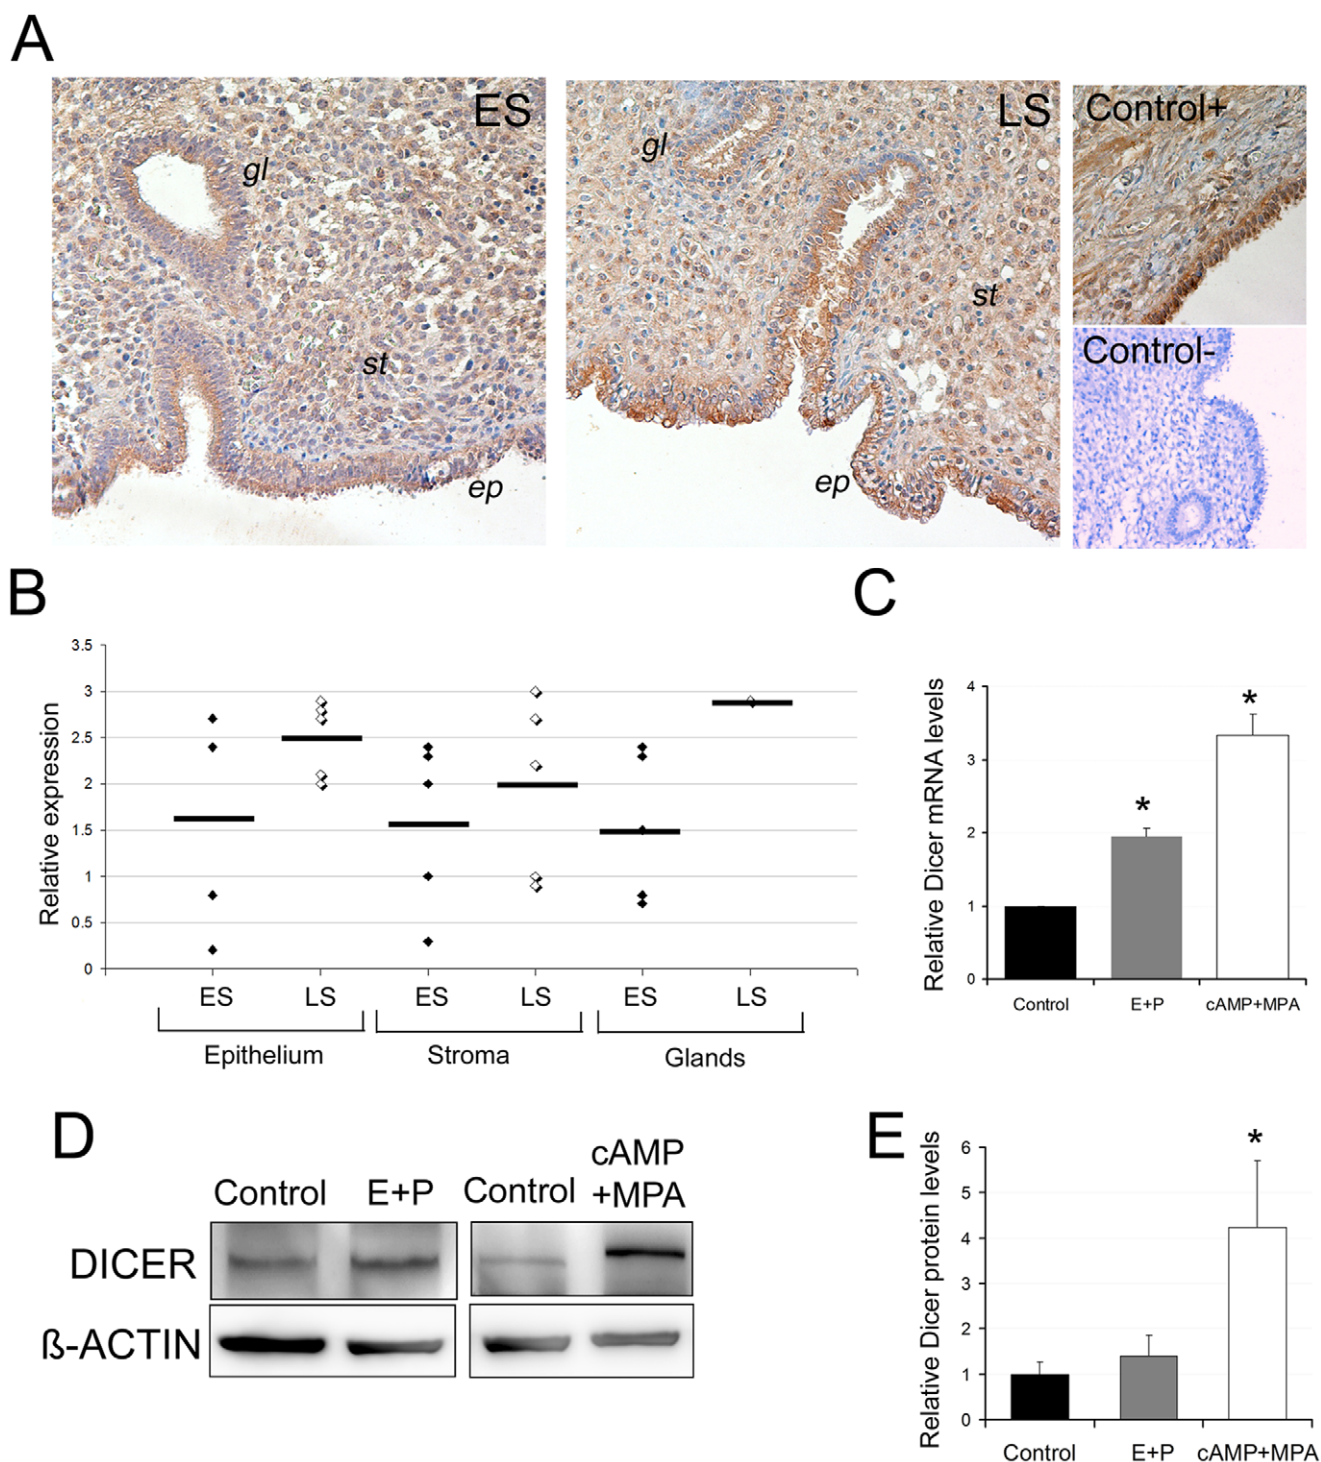 A
ES
gl
st
ep
LS
gl
st
ep
Control+
Control-
B
Relative expression
3.5
3
2.5
2
1.5
1
0.5
0
ES LS ES LS ES LS
Epithelium Stroma Glands
C
Relative Dicer mRNA levels
4
3
2
1
0
*
*
Control E+P cAMP+MPA
D
Control E+P Control cAMP
+MPA
DICER
ß-ACTIN
E
Relative Dicer protein levels
6
5
4
3
2
1
0
*
Control E+P cAMP+MPA